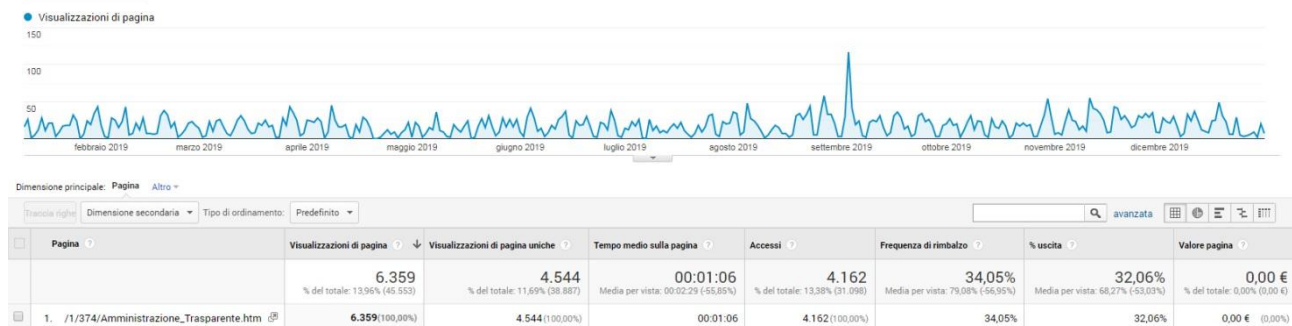 Visualizzazioni di pagina
150
100
50
febbraio 2019 marzo 2019 aprile 2019 maggio 2019 giugno 2019 luglio 2019 agosto 2019 settembre 2019 ottobre 2019 novembre 2019 dicembre 2019
Dimensione principale: Pagina Altro
Traccia righe Dimensione secondaria Tipo di ordinamento: Predefinito avanzata
Pagina ? Visualizzazioni di pagina ? Visualizzazioni di pagina uniche ? Tempo medio sulla pagina ? Accessi ? Frequenza di rimbalzo ? % uscita ? Valore pagina ?
6.359 4.544 00:01:06 4.162 34,05% 32,06% 0,00 €
% del totale: 13,96% (45.553) % del totale: 11,69% (38.887) Media per vista: 00:02:29 (-55,85%) % del totale: 13,38% (31.098) Media per vista: 79,08% (-56,95%) Media per vista: 68,27% (-53,03%) % del totale: 0,00% (0,00 €)
1. /1/374/Amministrazione_Trasparente.htm 6.359(100,00%) 4.544(100,00%) 00:01:06 4.162(100,00%) 34,05% 32,06% 0,00 € (0,00%)